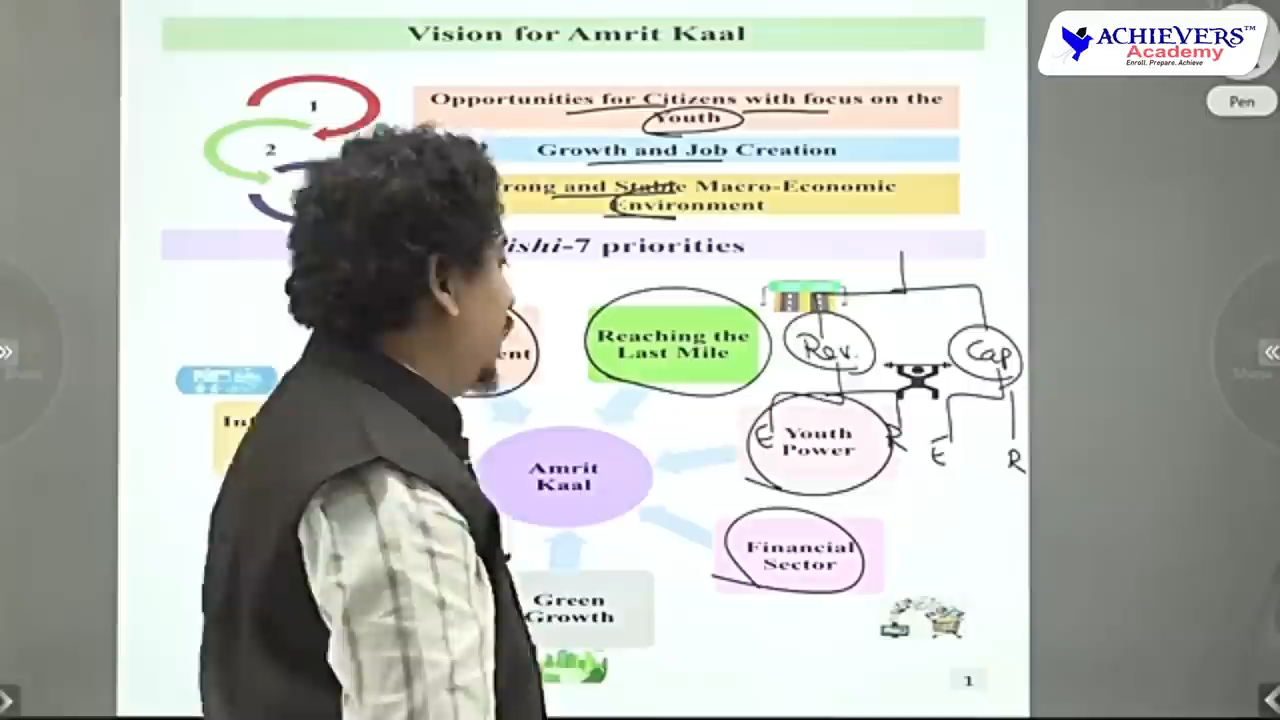 Vision for Amrit Kaal
ACHIEVERS™
Academy
Enroll. Prepare. Achieve
Pen
1
Opportunities for Citizens with focus on the
Youth
2
Growth and Job Creation
and Stable Macro-Economic
Environment
-7 priorities
Reaching the
Last Mile
Rev.
Cap
E
Youth
Power
R
E
R
Amrit
Kaal
Financial
Sector
Green
Growth
1